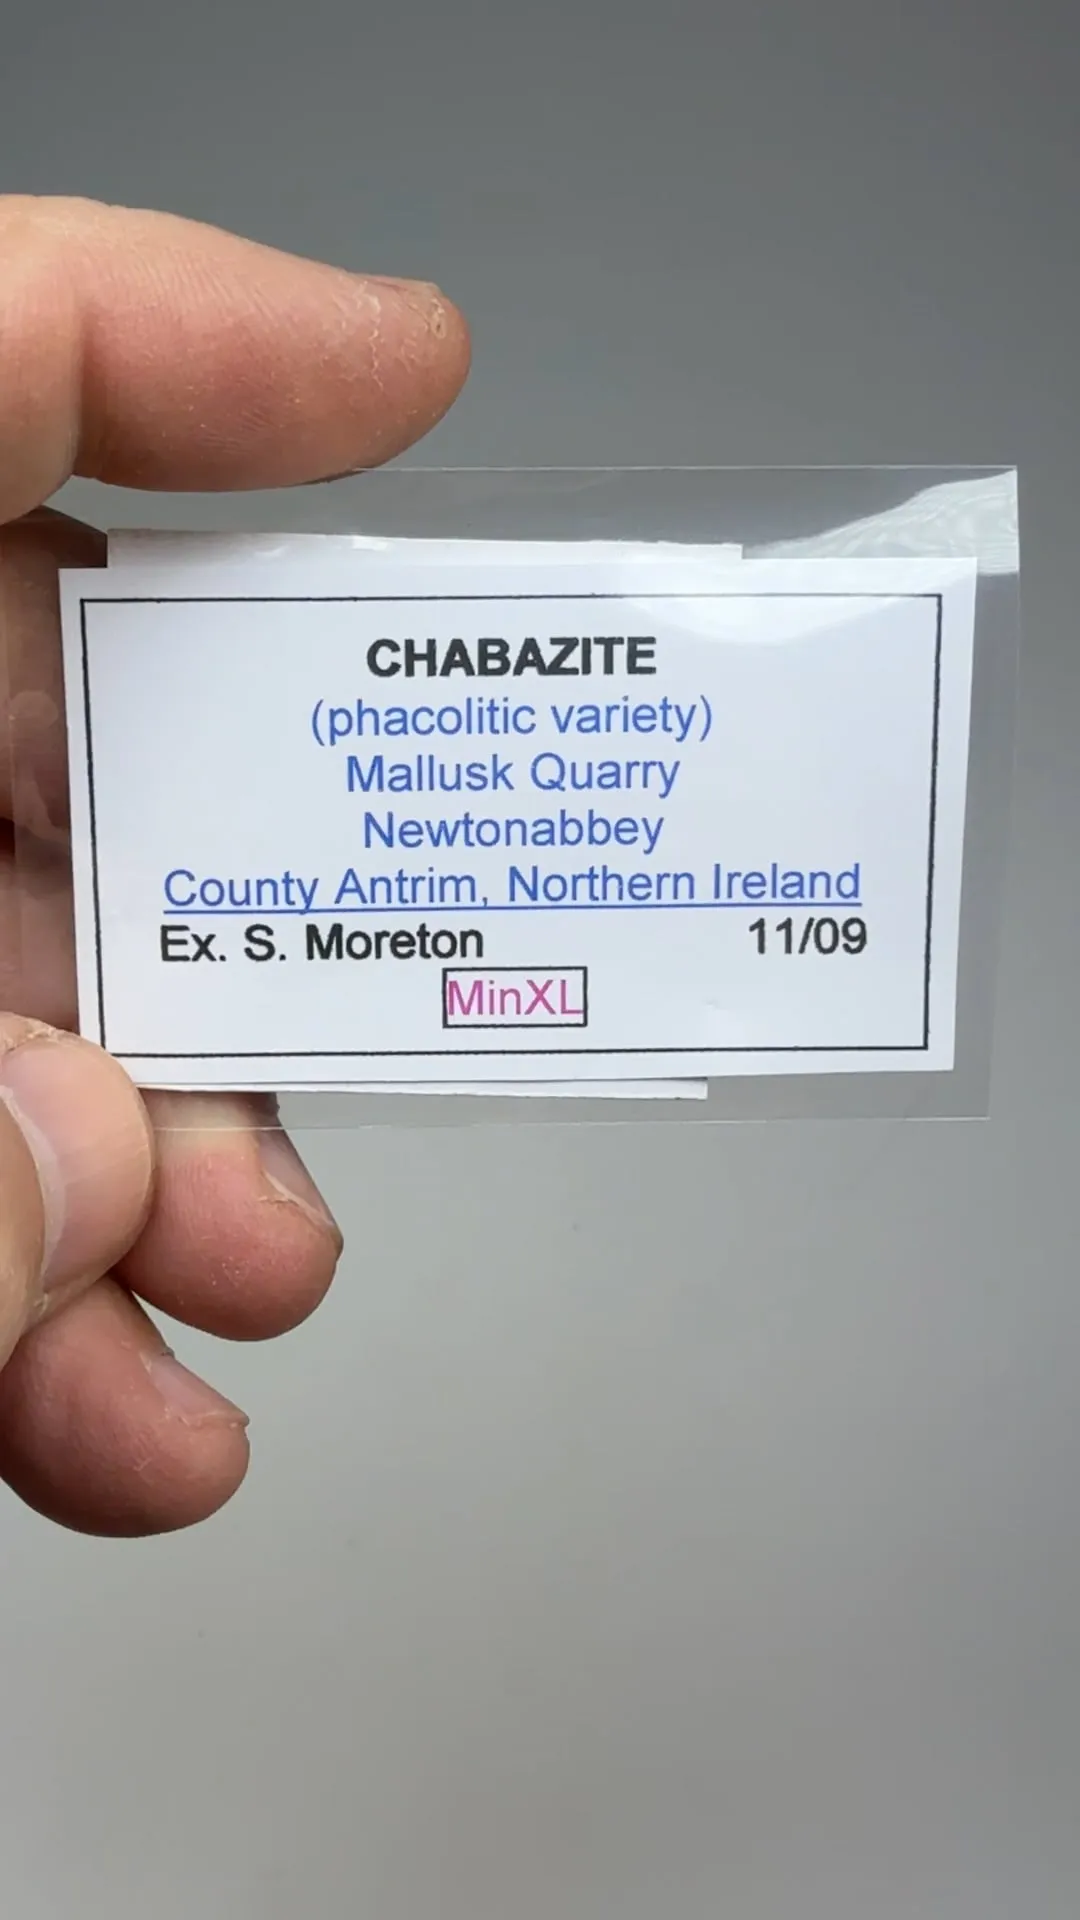 CHABAZITE
(phacolitic variety)
Mallusk Quarry
Newtonabbey
County Antrim, Northern Ireland
Ex. S. Moreton 11/09
MinXL